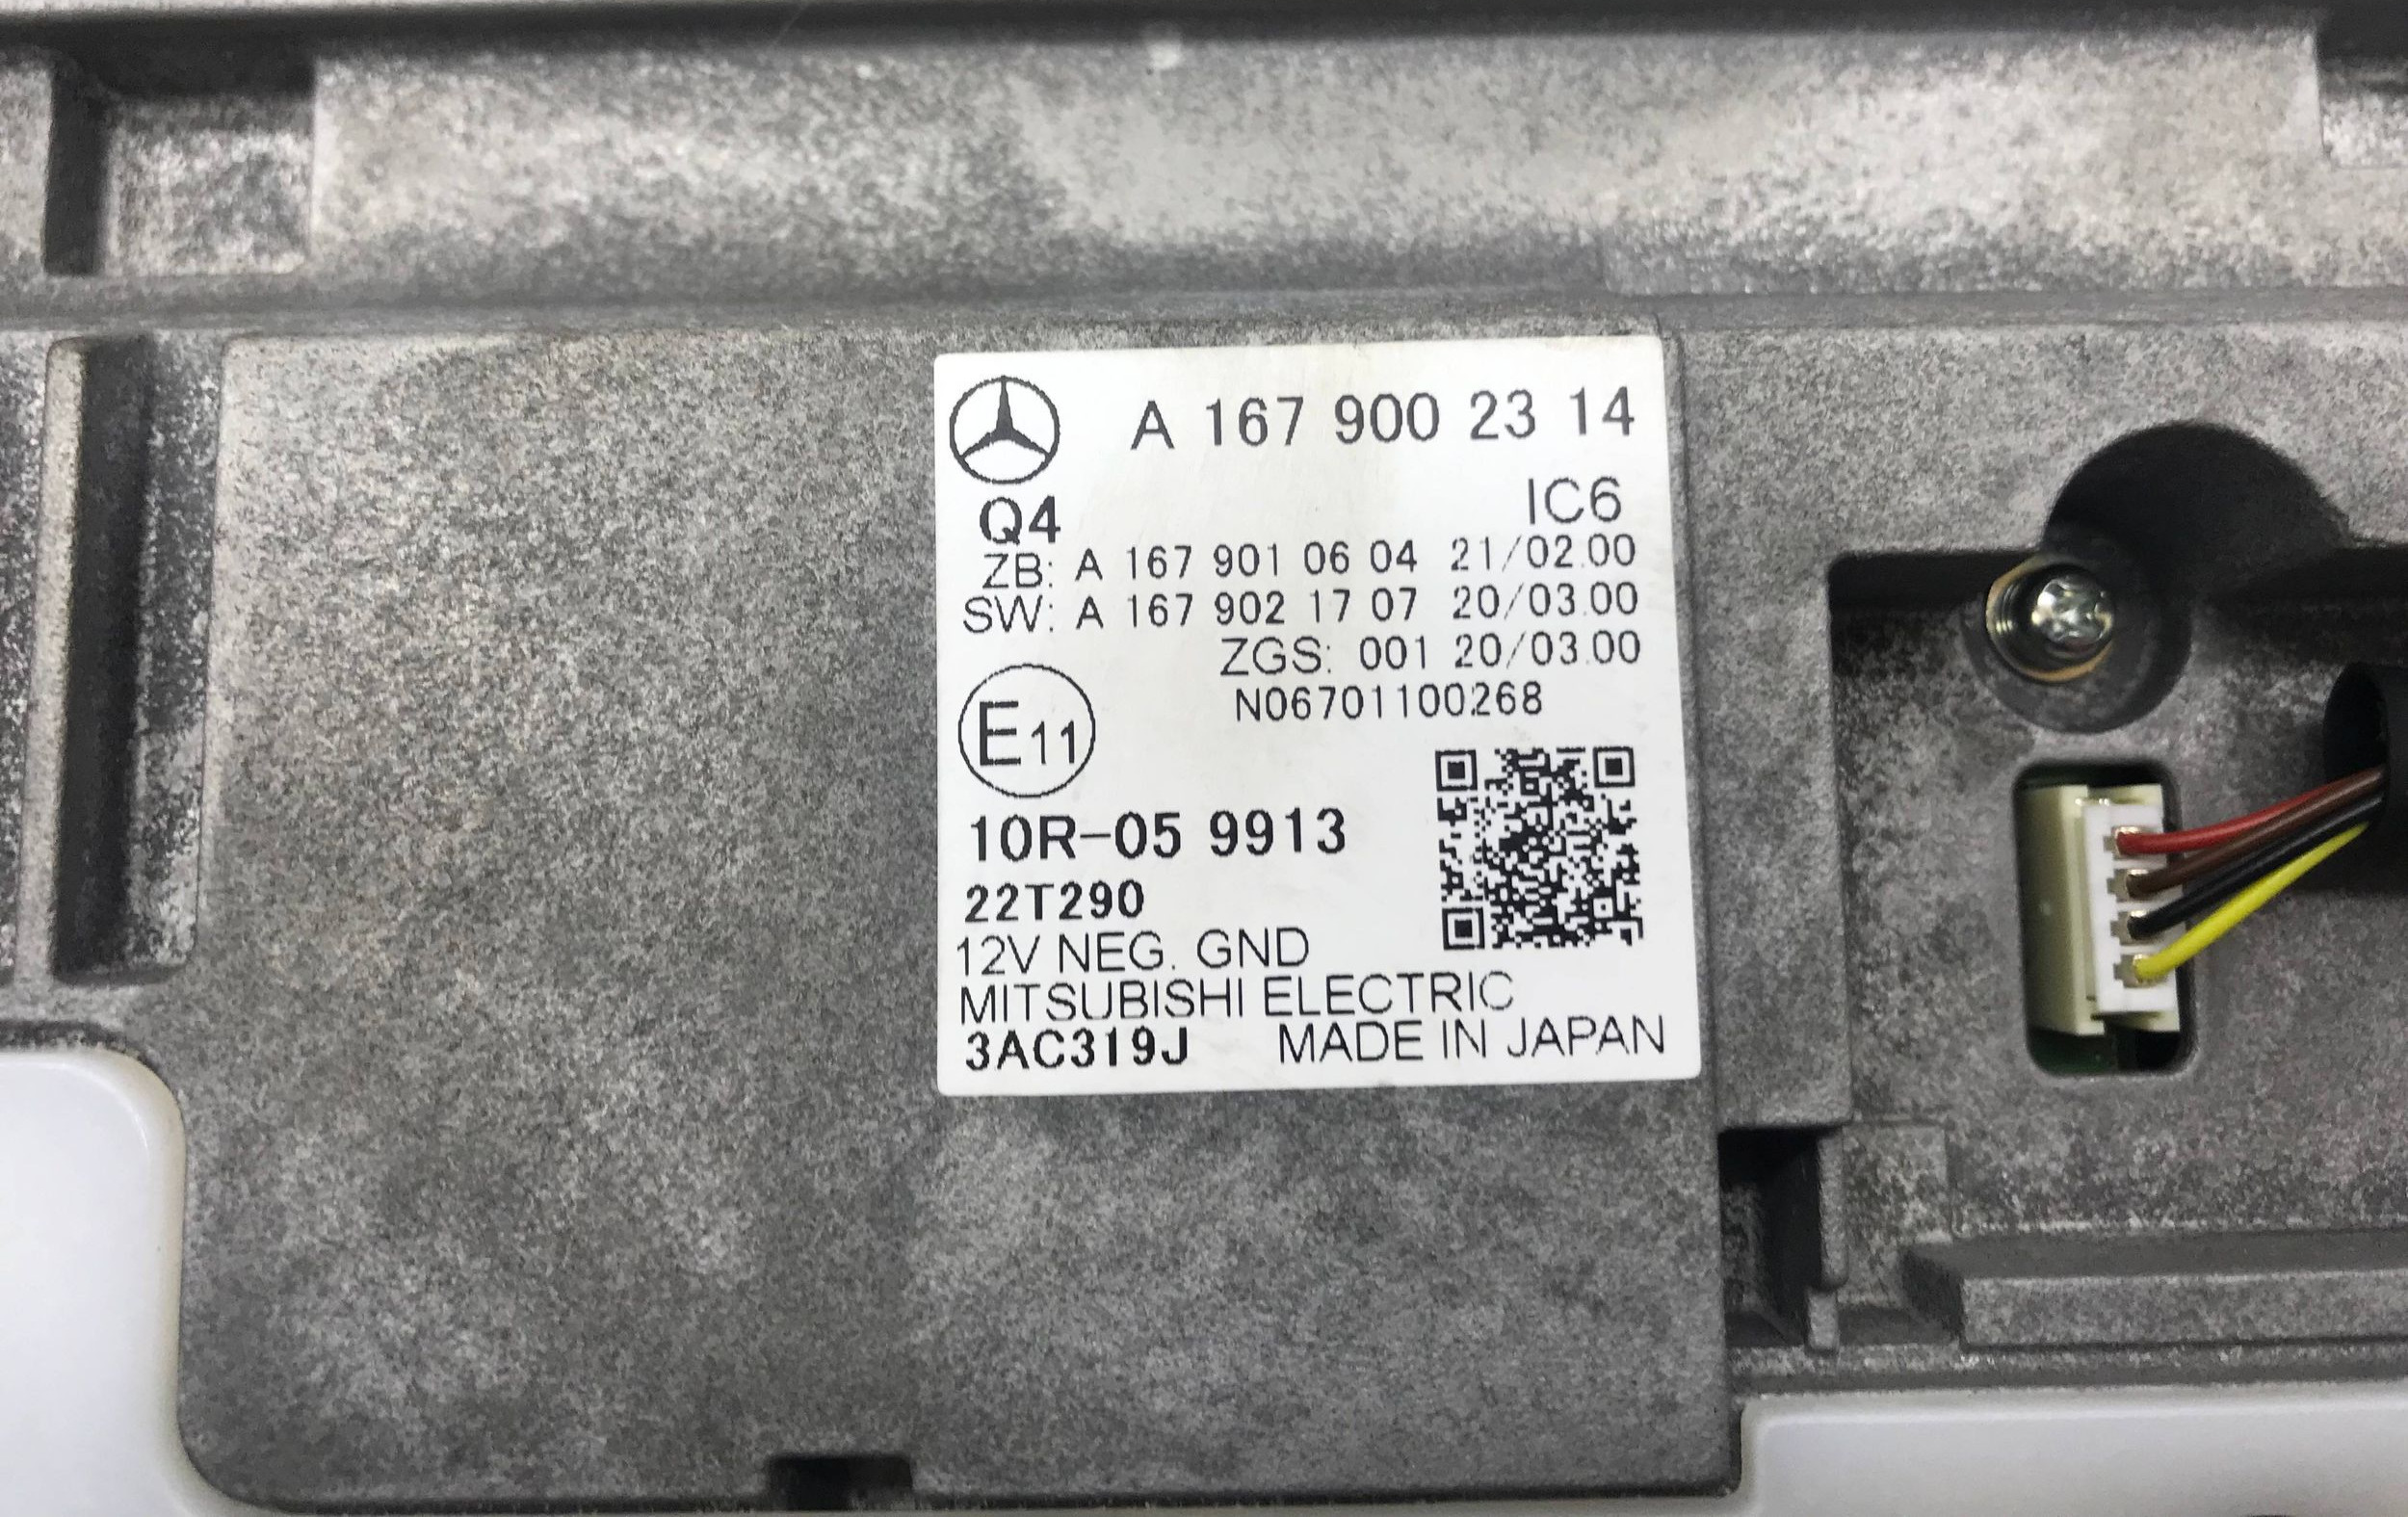 A 167 900 23 14
Q4
IC6
ZB: A 167 901 06 04 21/02.00
SW: A 167 902 17 07 20/03.00
ZGS: 001 20/03.00
N06701100268
E11
10R-05 9913
22T290
12V NEG. GND
MITSUBISHI ELECTRIC
3AC319J MADE IN JAPAN